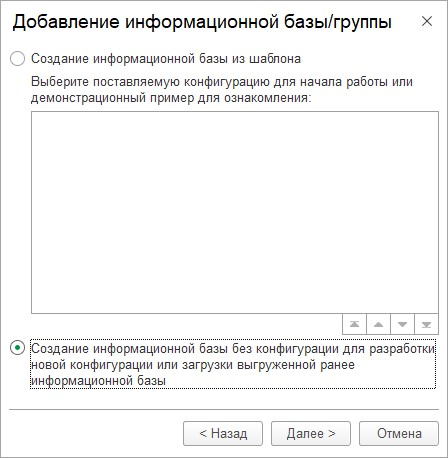 Добавление информационной базы/группы
Создание информационной базы из шаблона
Выберите поставляемую конфигурацию для начала работы или
демонстрационный пример для ознакомления:
Создание информационной базы без конфигурации для разработки
новой конфигурации или загрузки выгруженной ранее
информационной базы
< Назад
Далее >
Отмена